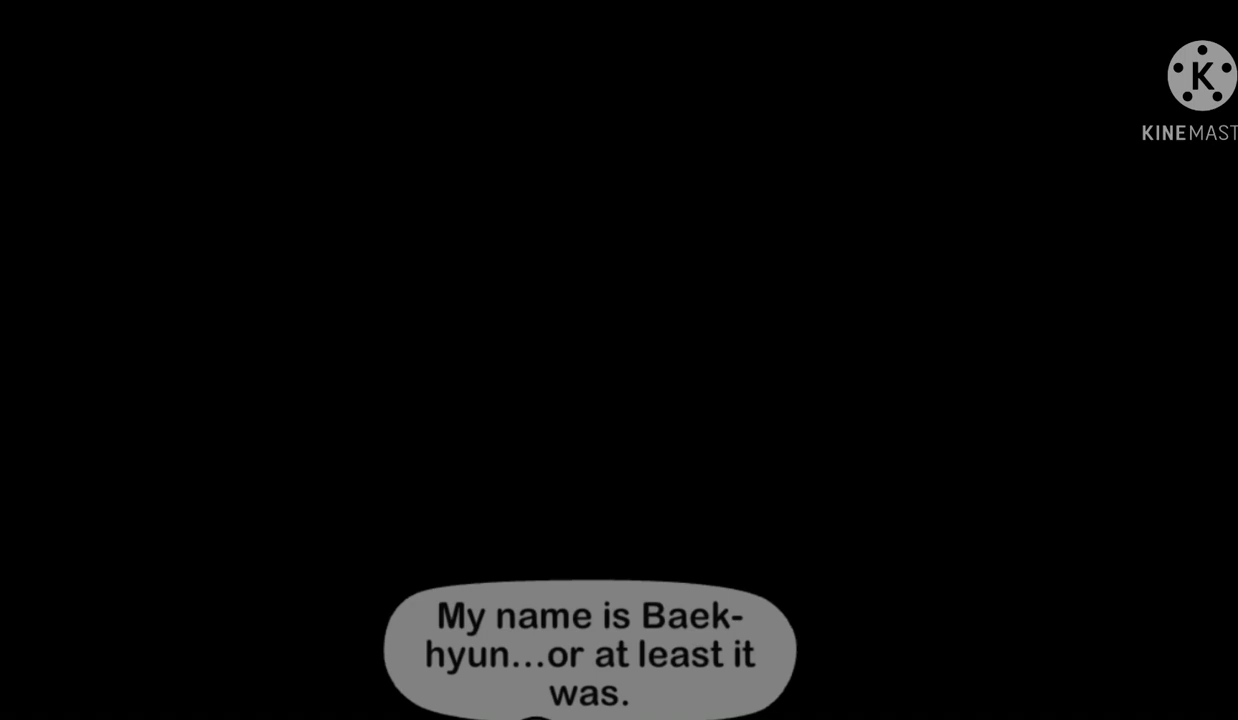 K
KINEMAST
My name is Baek-
hyun...or at least it
was.